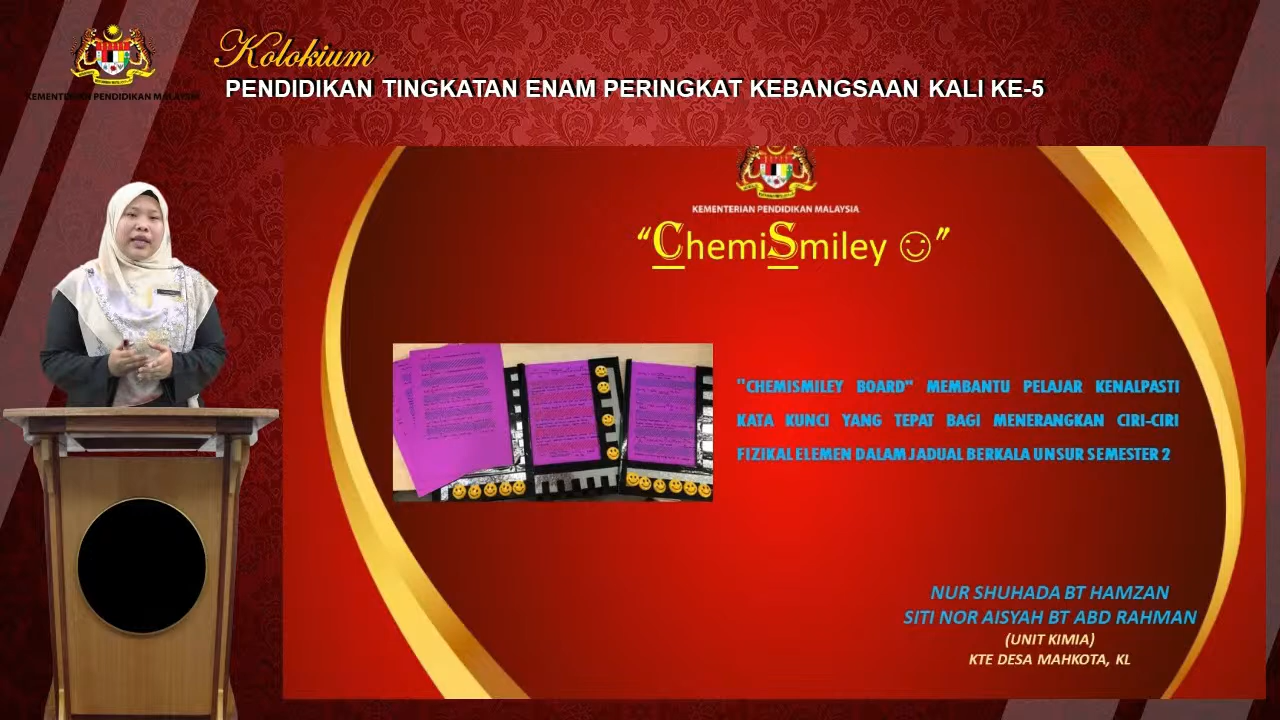 Kolokium
KEMENTERIAN PENDIDIKAN MALAYSIA
PENDIDIKAN TINGKATAN ENAM PERINGKAT KEBANGSAAN KALI KE-5
KEMENTERIAN PENDIDIKAN MALAYSIA
“ChemiSmiley ☺”
"CHEMISMILEY BOARD" MEMBANTU PELAJAR KENALPASTI
KATA KUNCI YANG TEPAT BAGI MENERANGKAN CIRI-CIRI
FIZIKAL ELEMEN DALAM JADUAL BERKALA UNSUR SEMESTER 2
NUR SHUHADA BT HAMZAN
SITI NOR AISYAH BT ABD RAHMAN
(UNIT KIMIA)
KTE DESA MAHKOTA, KL